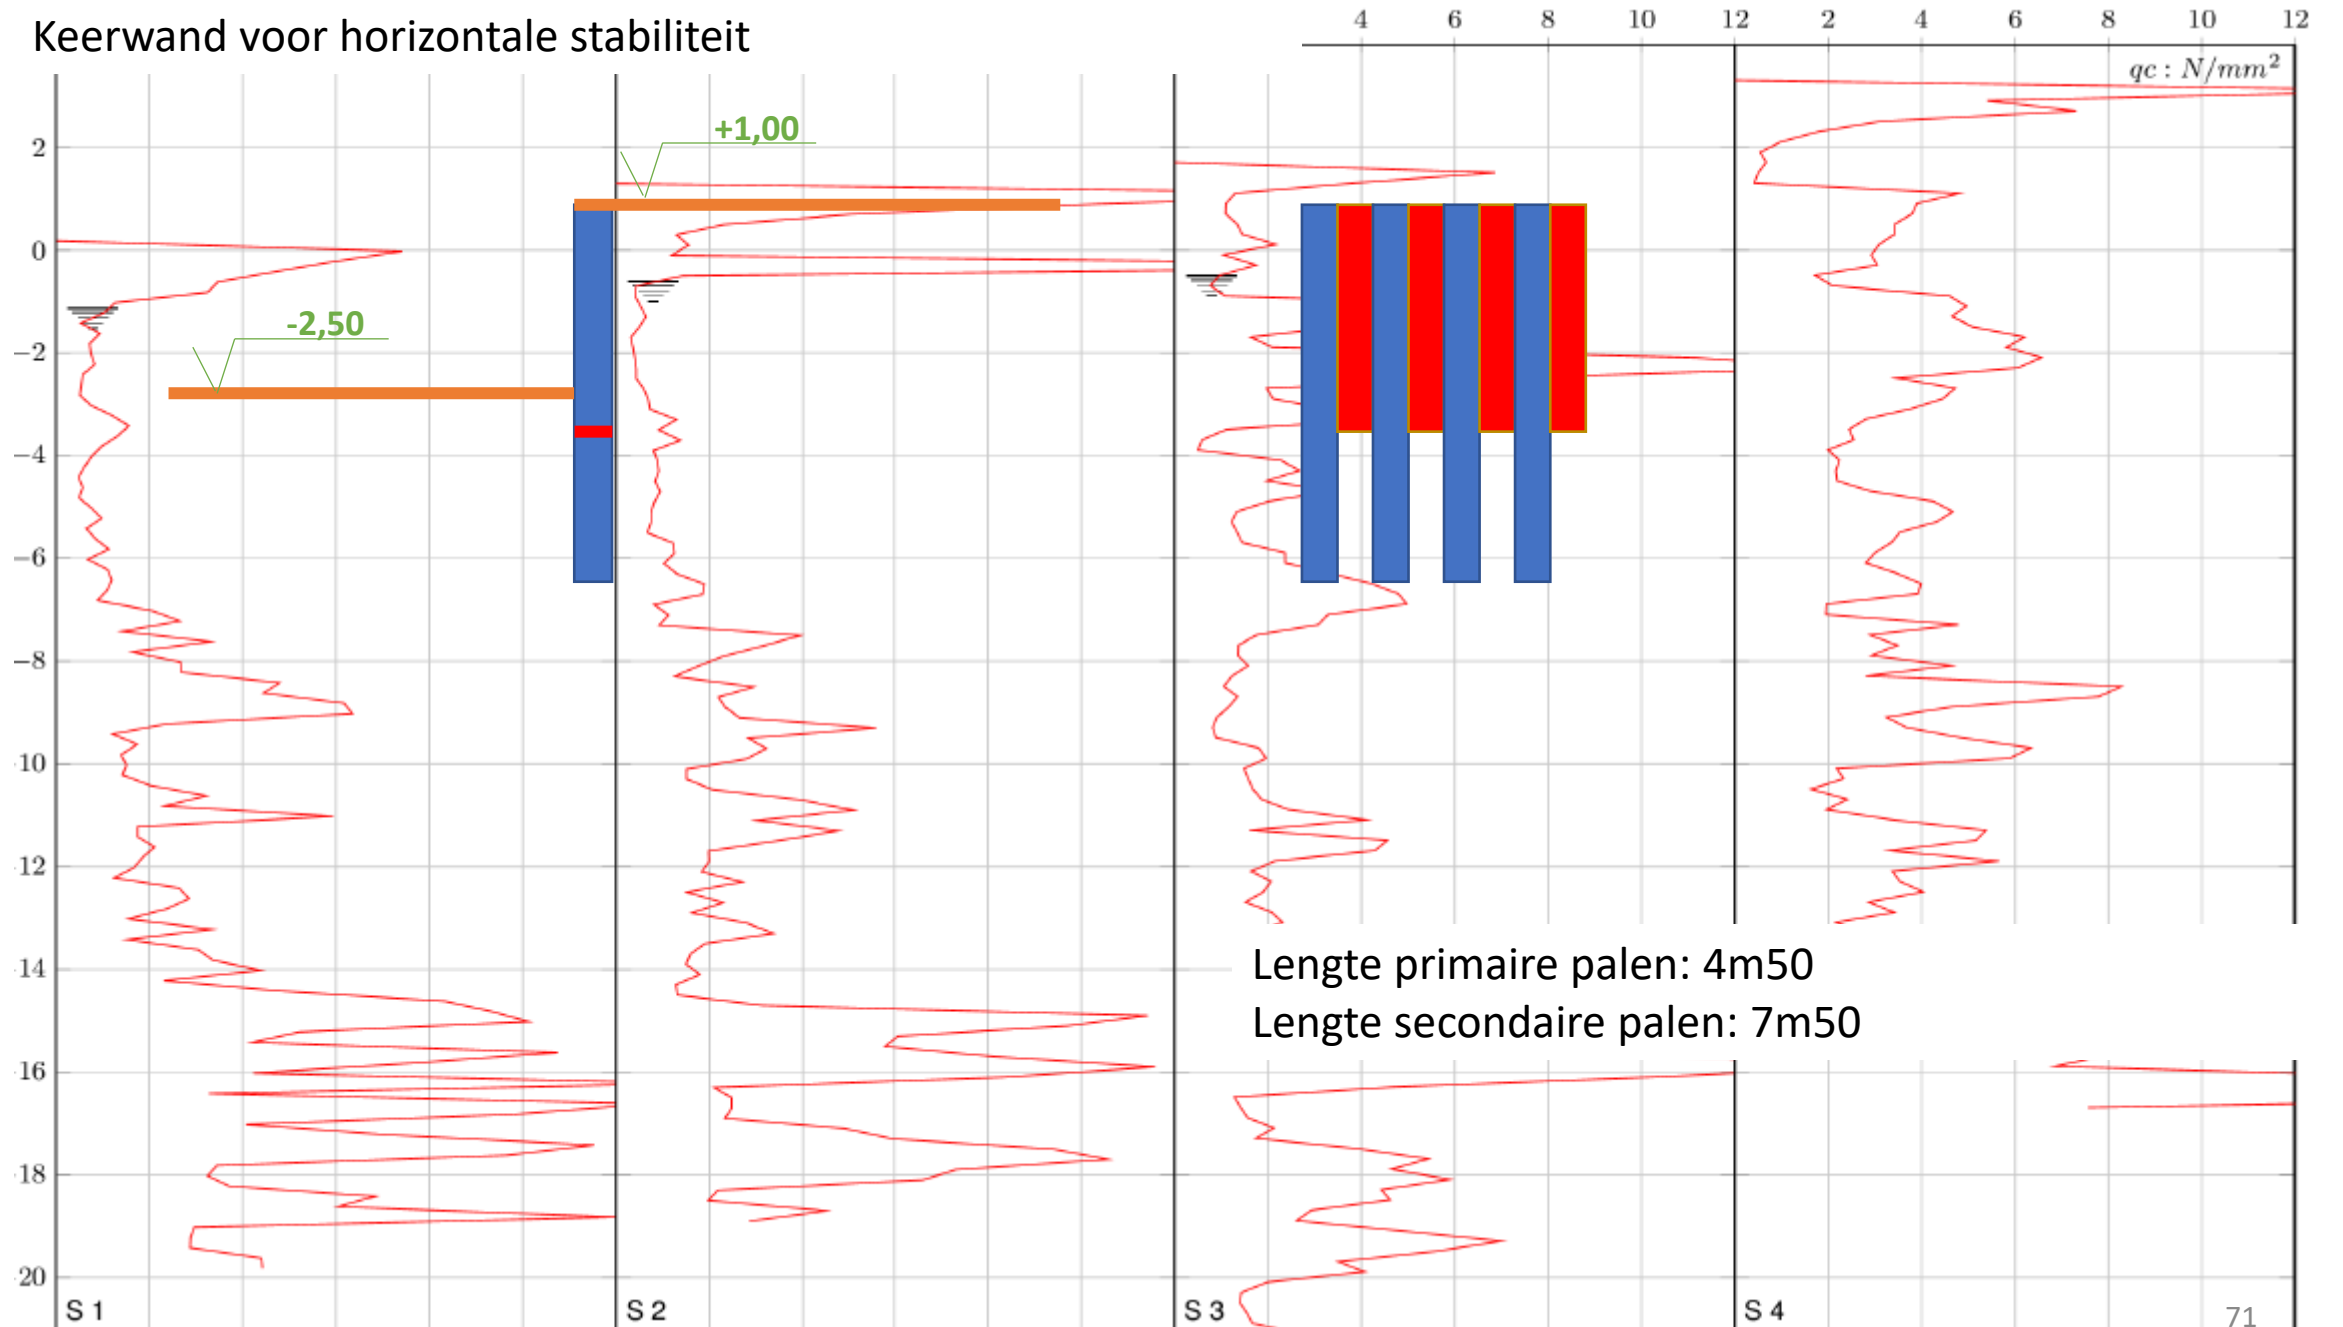 Keerwand voor horizontale stabiliteit
4 6 8 10 12 2 4 6 8 10 12
qc : N/mm²
+1,00
2
0
-2,50
−2
−4
−6
−8
10
12
Lengte primaire palen: 4m50
14
Lengte secondaire palen: 7m50
16
18
20
S 1 S 2 S 3 S 4
71